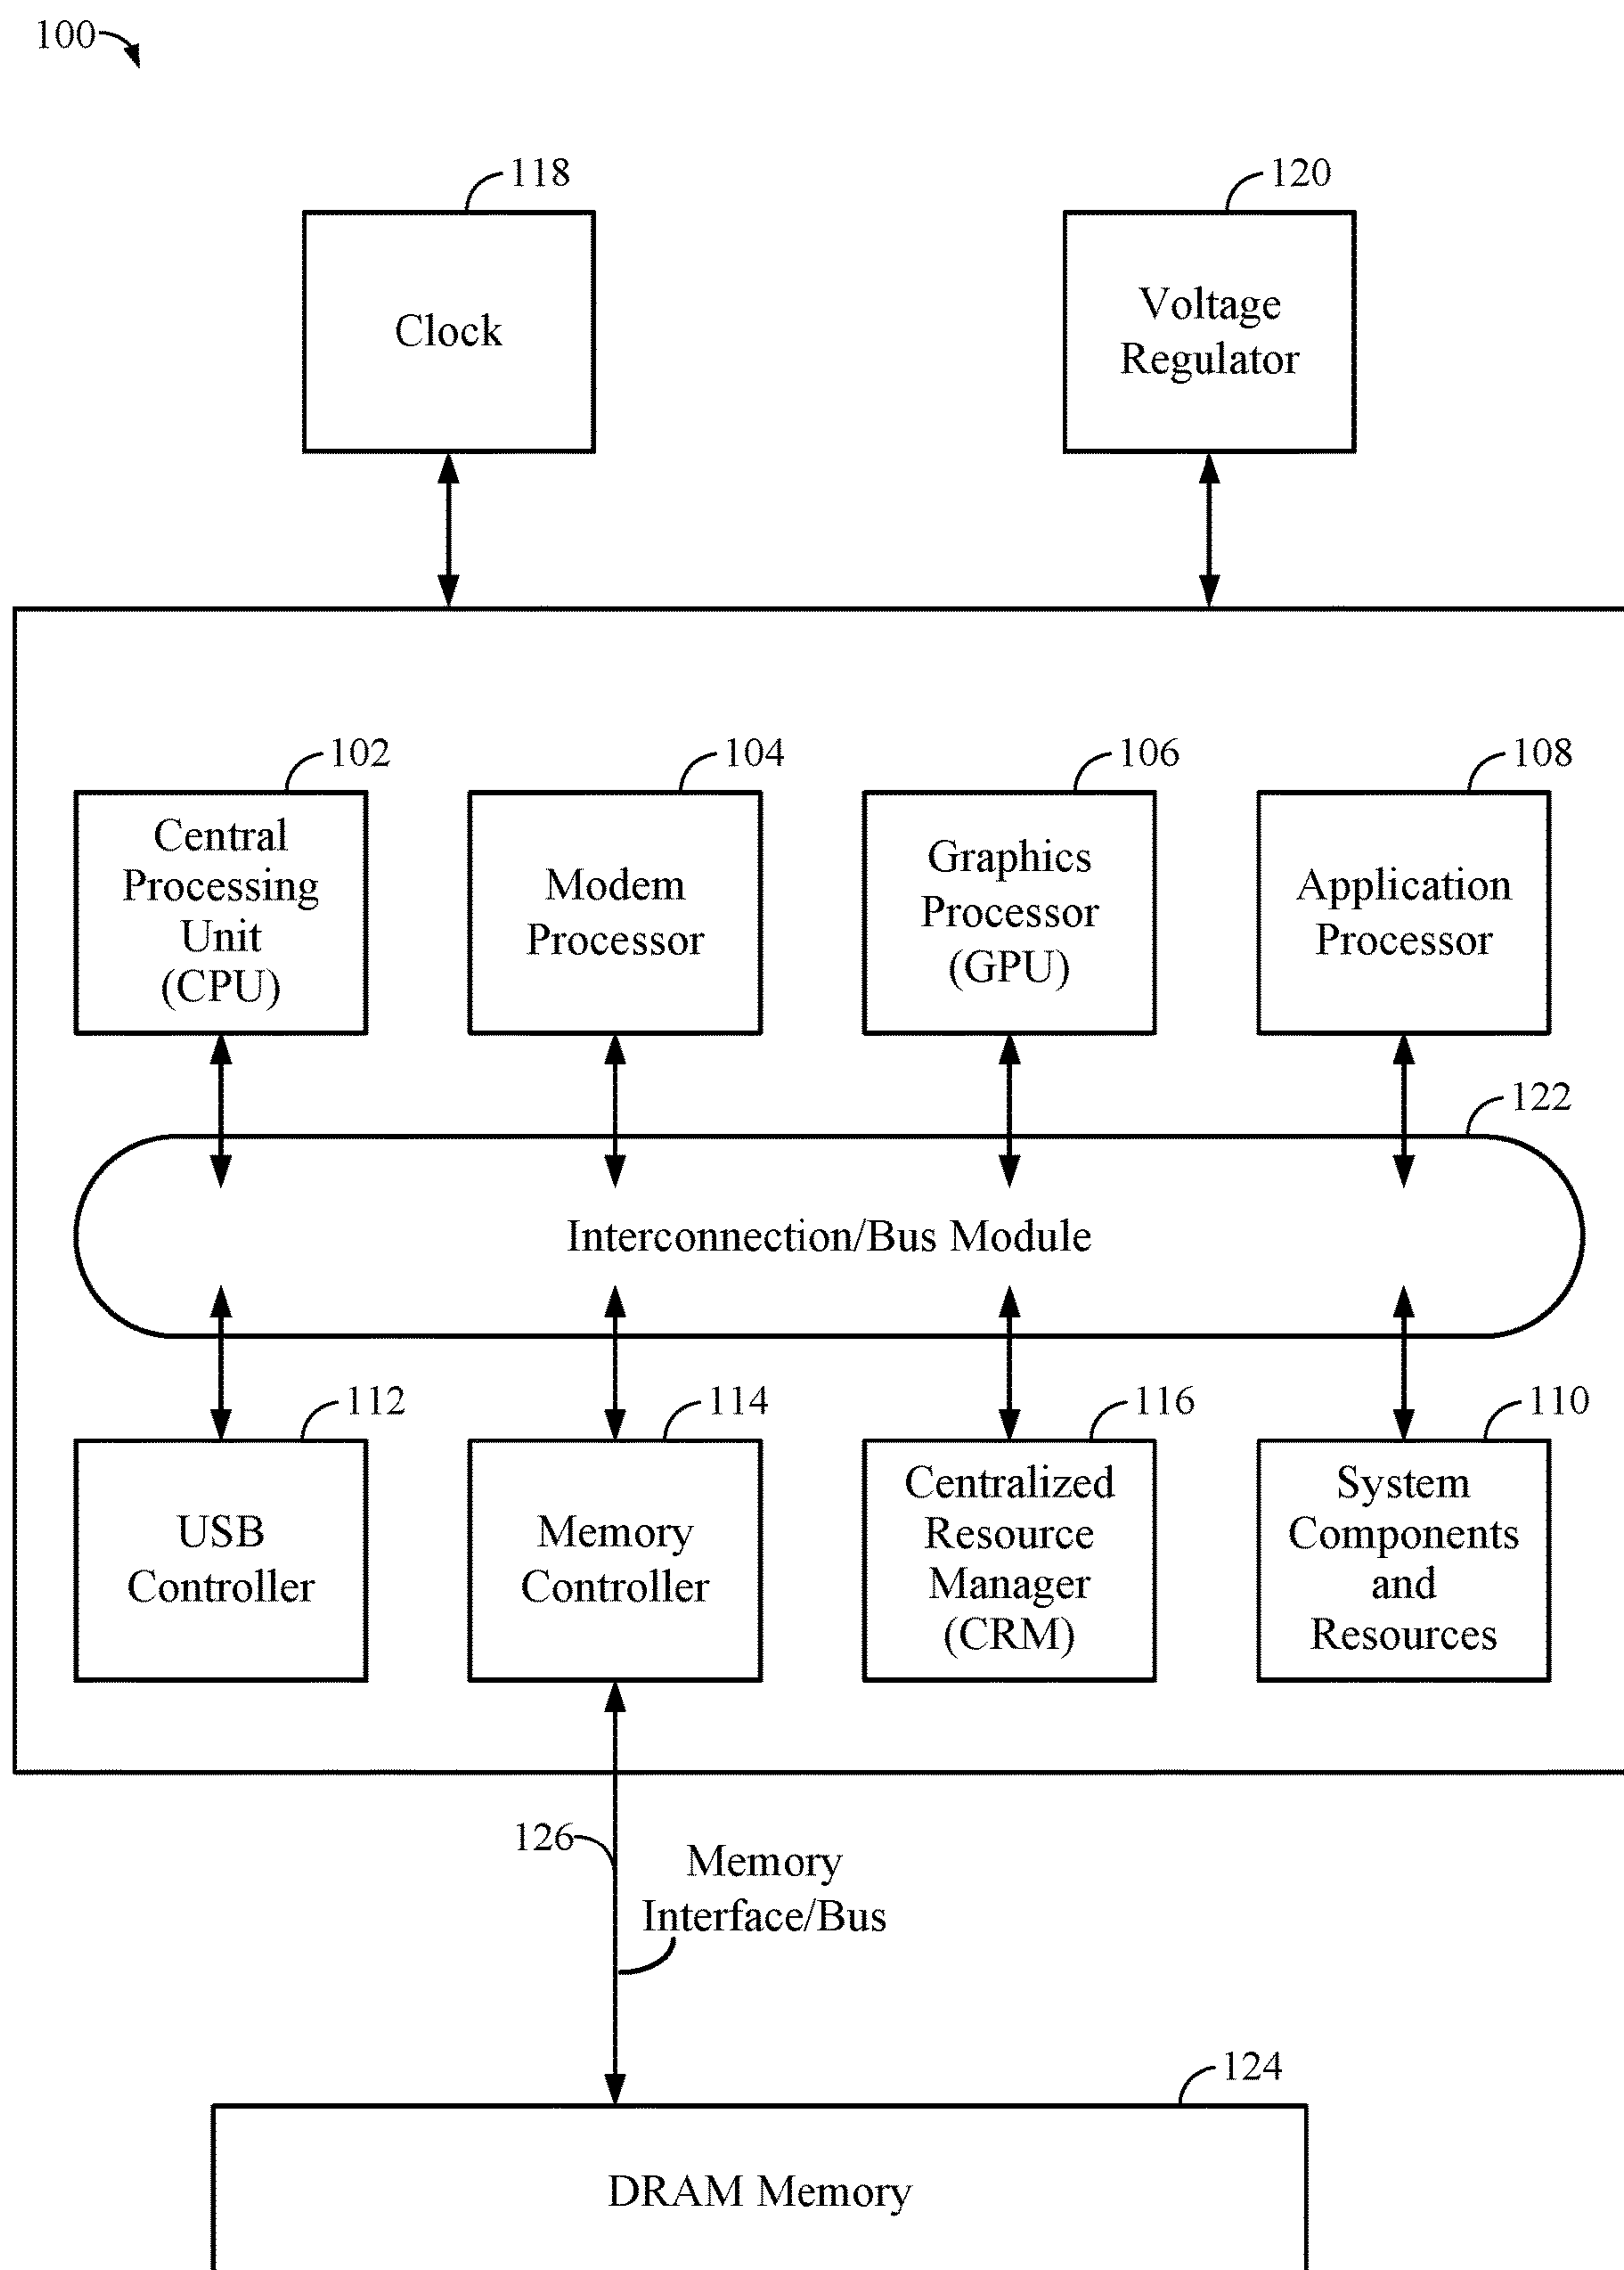 100
118
120
Clock
Voltage
Regulator
102
104
106
108
Central
Processing
Unit
(CPU)
Modem
Processor
Graphics
Processor
(GPU)
Application
Processor
122
Interconnection/Bus Module
112
114
116
110
USB
Controller
Memory
Controller
Centralized
Resource
Manager
(CRM)
System
Components
and
Resources
126
Memory
Interface/Bus
124
DRAM Memory